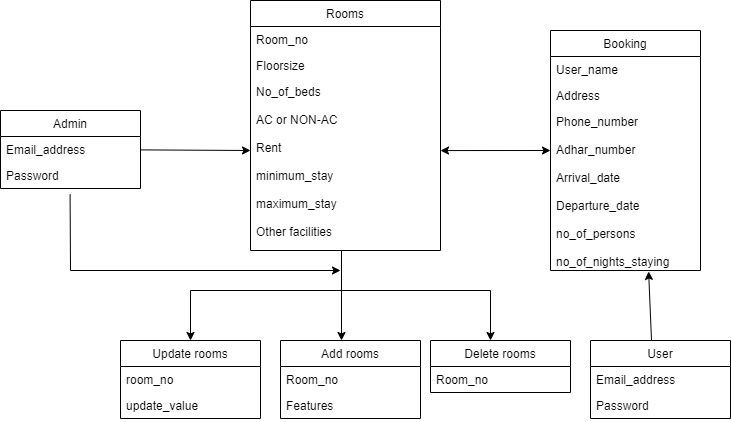 Rooms
Room_no
Floorsize
No_of_beds
AC or NON-AC
Rent
minimum_stay
maximum_stay
Other facilities
Booking
User_name
Address
Phone_number
Adhar_number
Arrival_date
Departure_date
no_of_persons
no_of_nights_staying
Admin
Email_address
Password
Update rooms
room_no
update_value
Add rooms
Room_no
Features
Delete rooms
Room_no
User
Email_address
Password